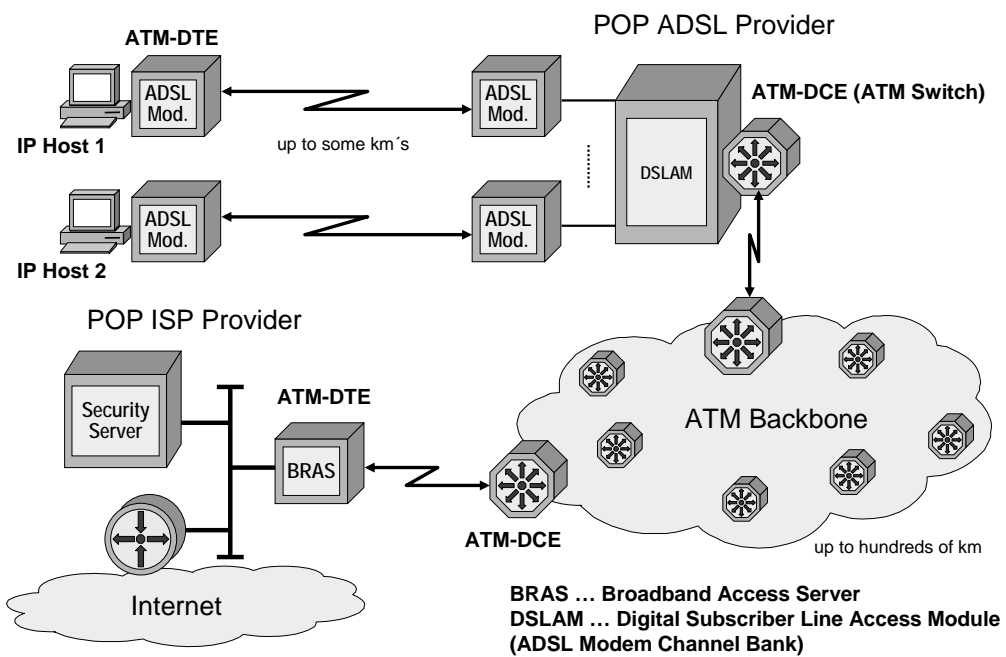 POP ADSL Provider
ATM-DTE
ATM-DCE (ATM Switch)
ADSL
Mod.
ADSL
Mod.
IP Host 1
up to some km´s
DSLAM
ADSL
Mod.
ADSL
Mod.
IP Host 2
POP ISP Provider
Security
Server
ATM-DTE
BRAS
ATM-DCE
ATM Backbone
up to hundreds of km
Internet
BRAS … Broadband Access Server
DSLAM … Digital Subscriber Line Access Module
(ADSL Modem Channel Bank)